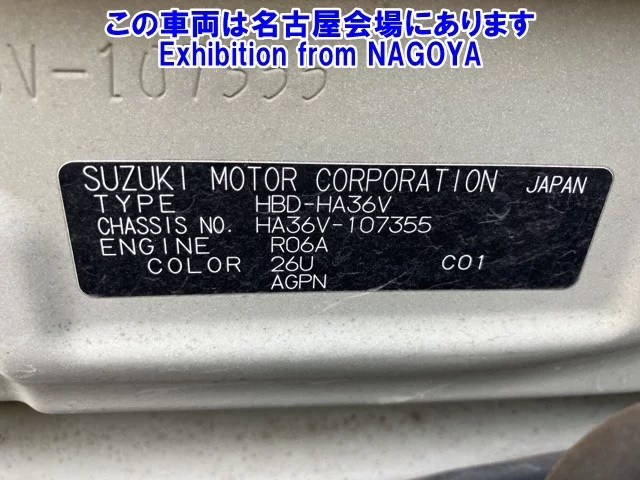 この車両は名古屋会場にあります
Exhibition from NAGOYA
V-107355
SUZUKI MOTOR CORPORATION JAPAN
TYPE HBD-HA36V
CHASSIS NO. HA36V-107355
ENGINE R06A
COLOR 26U C01
AGPN